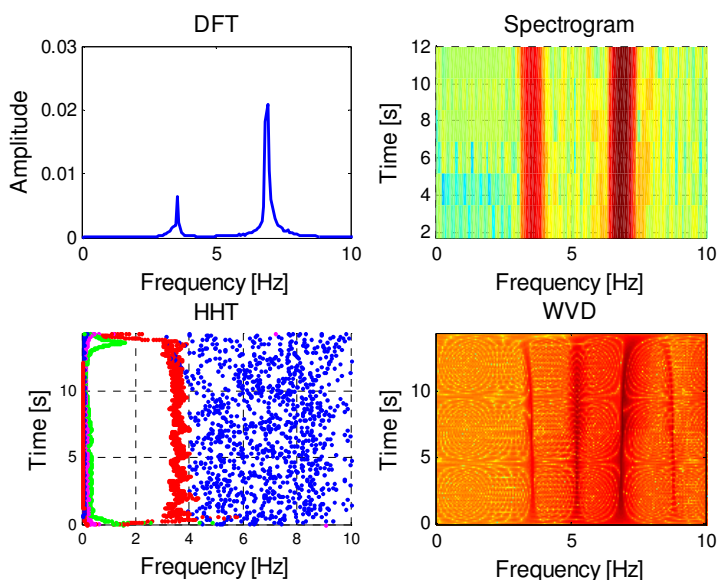 DFT
0.03
0.02
0.01
0
Amplitude
0 5 10
Frequency [Hz]
Spectrogram
12
10
8
6
4
2
Time [s]
0 5 10
Frequency [Hz]
HHT
10
5
0
Time [s]
0 2 4 6 8 10
Frequency [Hz]
WVD
10
5
0
Time [s]
0 5 10
Frequency [Hz]